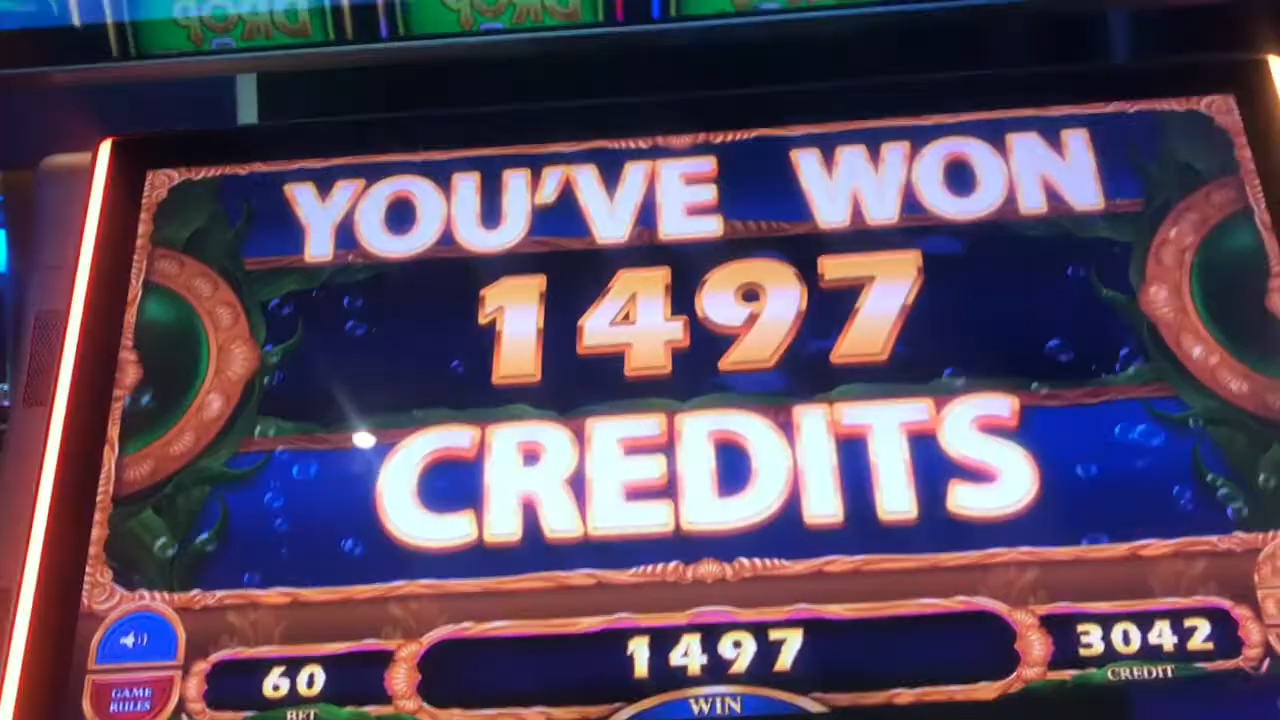 YOU'VE WON
1497
CREDITS
60
BET
1497
WIN
3042
CREDIT
GAME
RULES